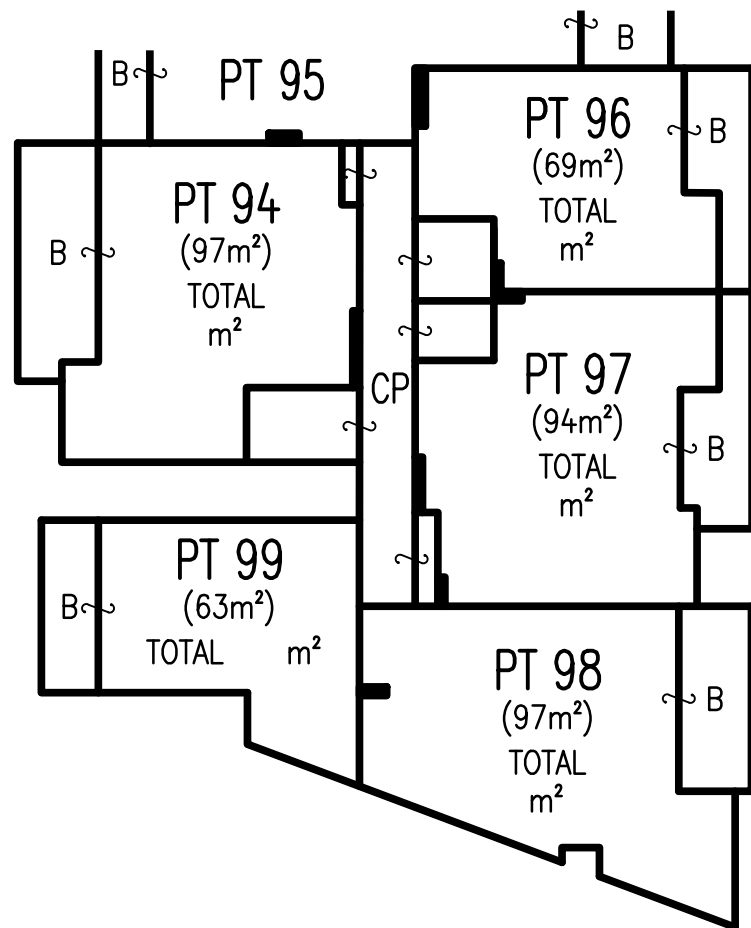 B
B
PT 95
PT 96
(69m²)
TOTAL
m²
B
PT 94
(97m²)
TOTAL
m²
B
CP
PT 97
(94m²)
TOTAL
m²
B
PT 99
(63m²)
TOTAL m²
B
PT 98
(97m²)
TOTAL
m²
B